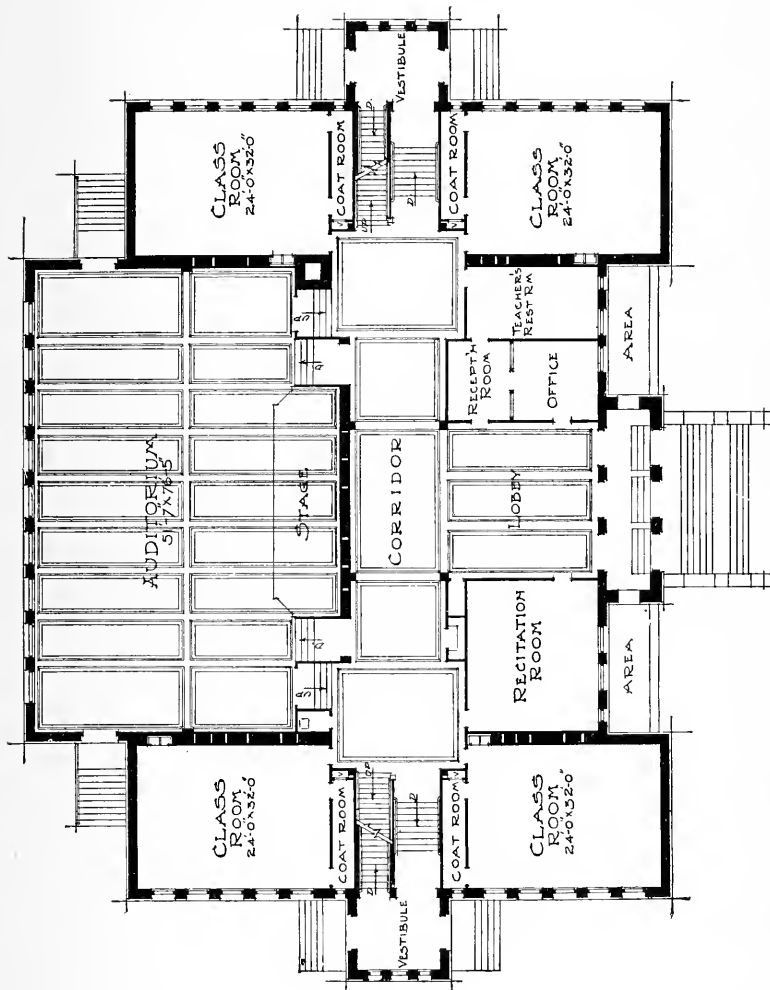 VESTIBULE
CLASS
ROOM
24'-0"X32'-0"
COAT ROOM
D.
UP
D
COAT ROOM
CLASS
ROOM
24'-0"X32'-0"
V
V
TEACHER'S
REST RM
RECEPT'N
ROOM
OFFICE
AREA
AUDITORIUM
51'-7"X76'-5"
STAGE
CORRIDOR
LOBBY
RECITATION
ROOM
AREA
CLASS
ROOM
24'-0"X32'-0"
COAT ROOM
V
UP
D
D
V
COAT ROOM
CLASS
ROOM
24'-0"X32'-0"
VESTIBULE